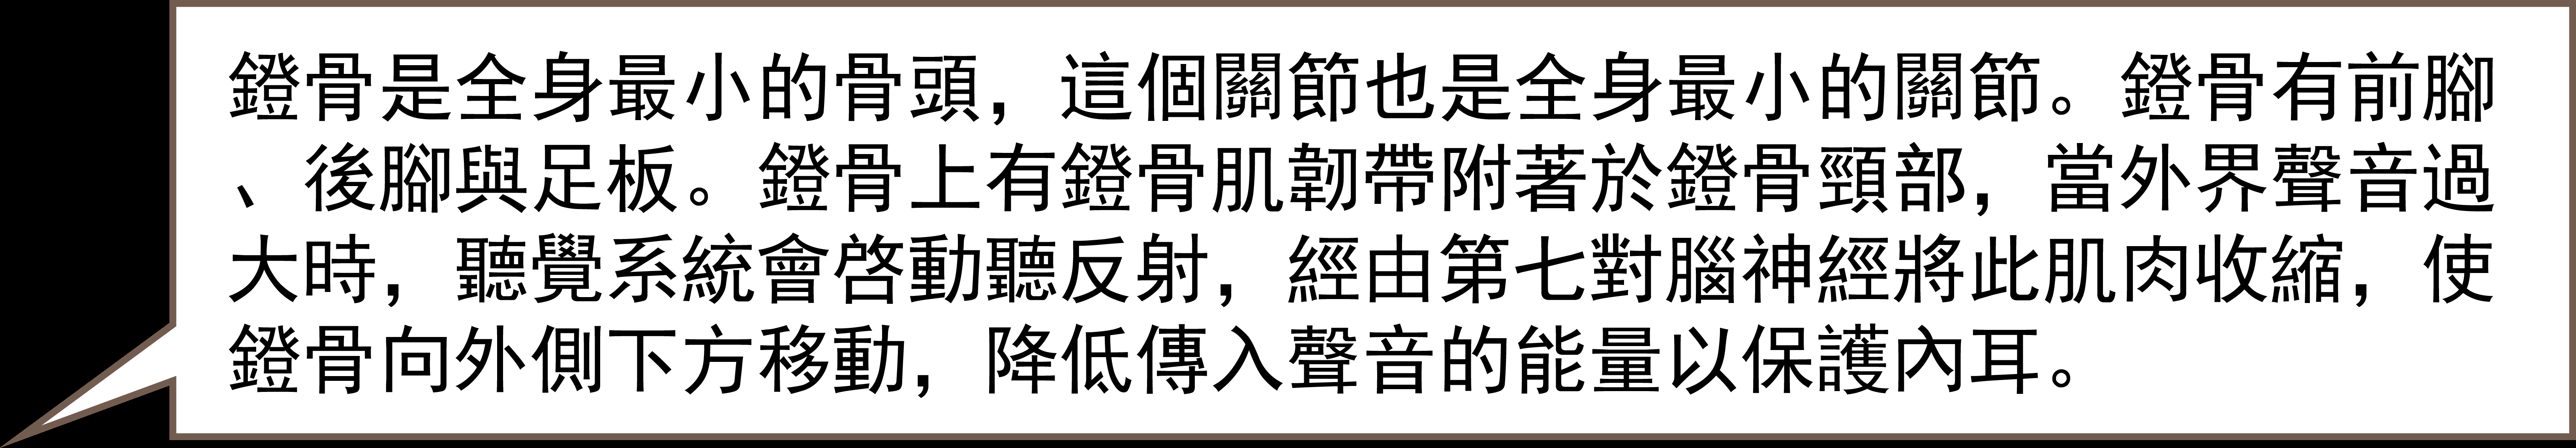 鐙骨是全身最小的骨頭，這個關節也是全身最小的關節。鐙骨有前腳
、後腳與足板。鐙骨上有鐙骨肌韌帶附著於鐙骨頸部，當外界聲音過
大時，聽覺系統會啓動聽反射，經由第七對腦神經將此肌肉收縮，使
鐙骨向外側下方移動，降低傳入聲音的能量以保護內耳。